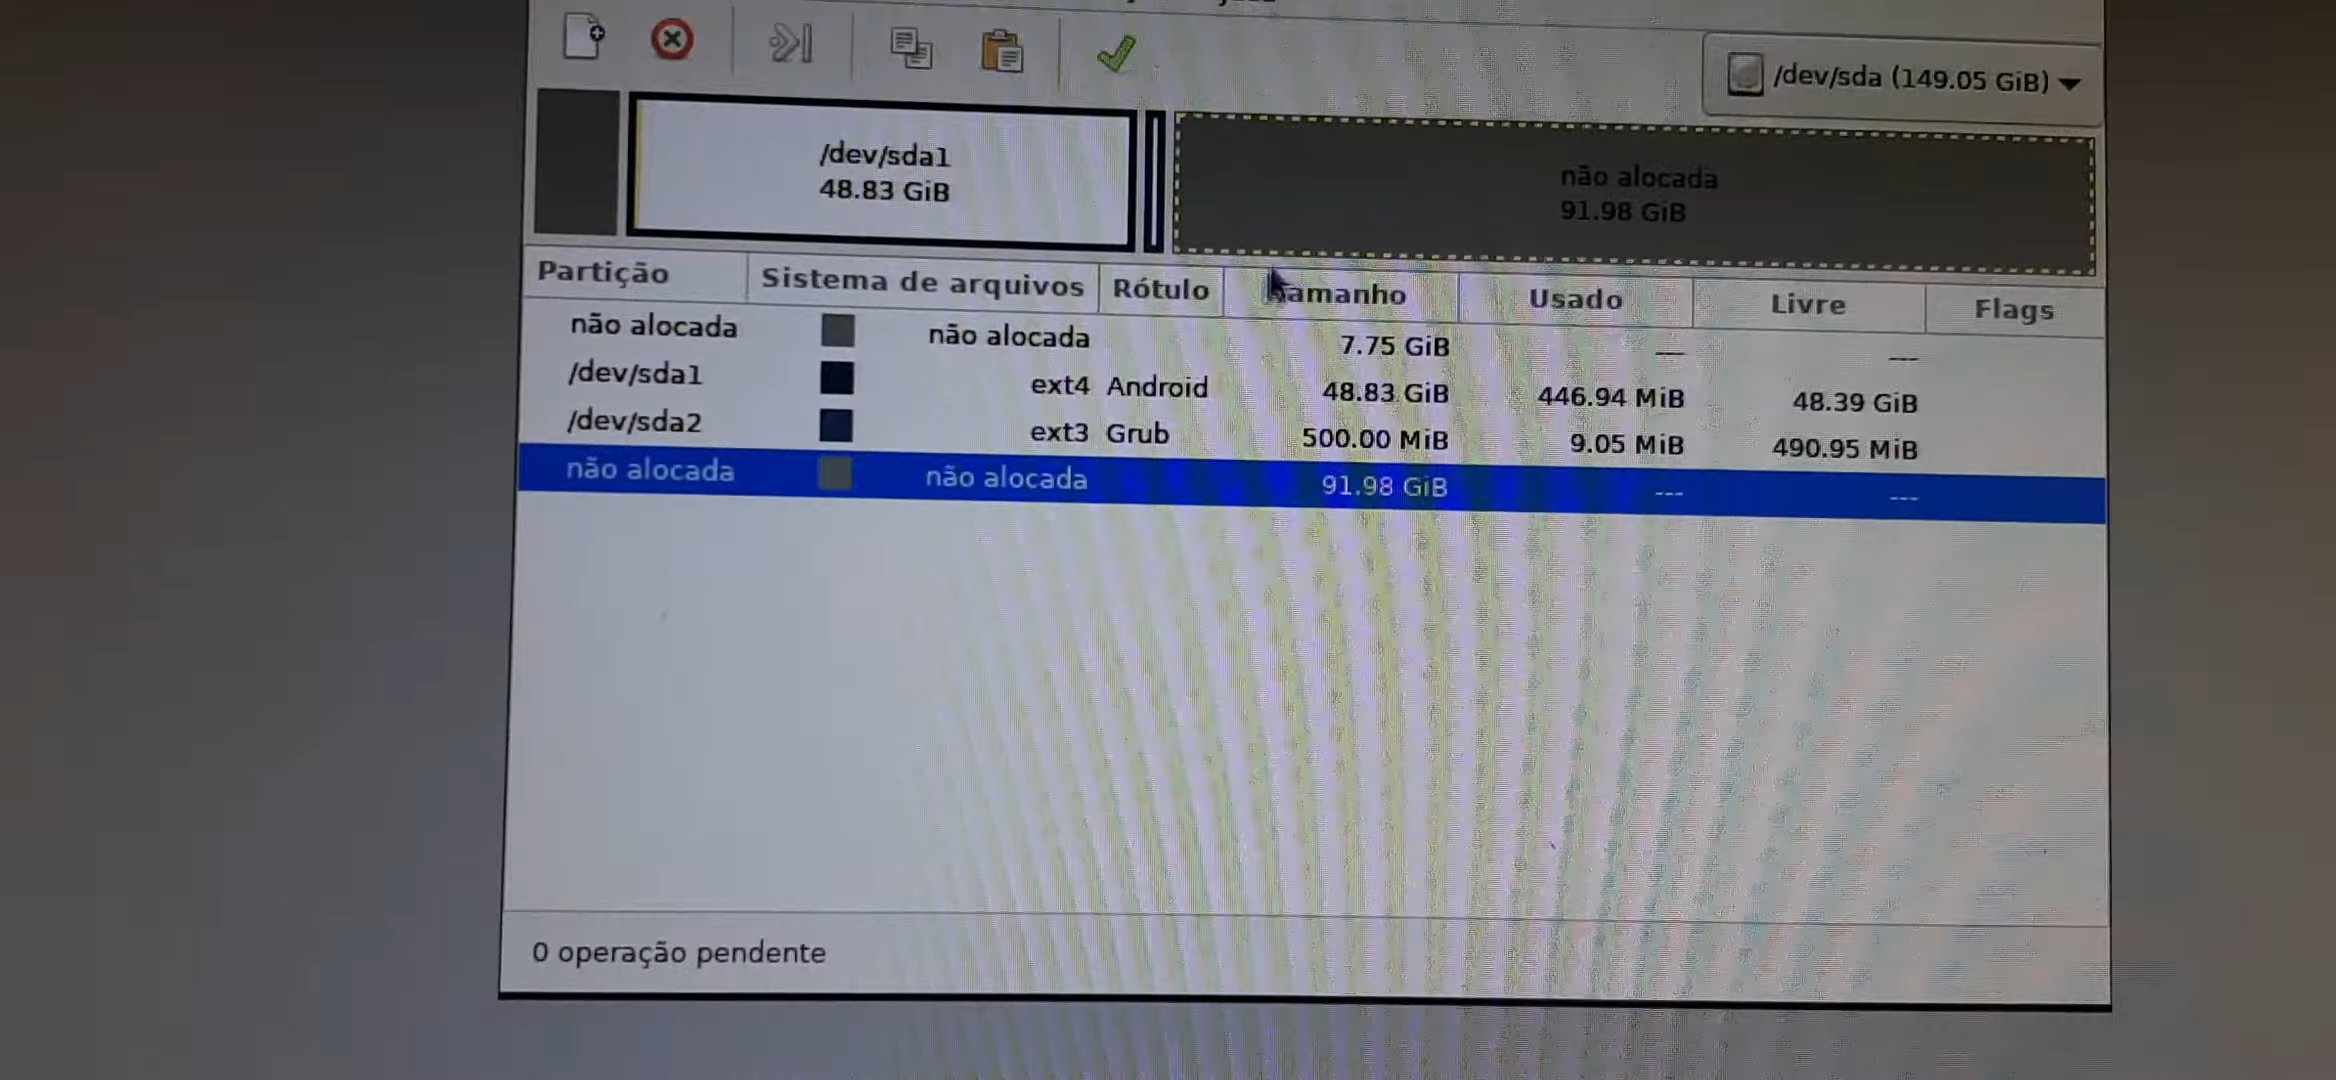 /dev/sda (149.05 GiB)
/dev/sda1
48.83 GiB
não alocada
91.98 GiB
Partição Sistema de arquivos Rótulo Tamanho Usado Livre Flags
não alocada não alocada 7.75 GiB --- ---
/dev/sda1 ext4 Android 48.83 GiB 446.94 MiB 48.39 GiB
/dev/sda2 ext3 Grub 500.00 MiB 9.05 MiB 490.95 MiB
não alocada não alocada 91.98 GiB --- ---
0 operação pendente